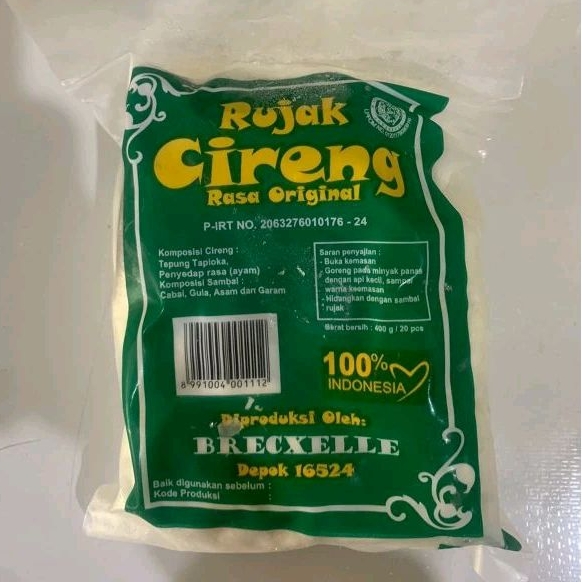 Rujak
Cireng
Rasa Original
P-IRT NO. 2063276010176 - 24
Komposisi Cireng :
Tepung Tapioka,
Penyedap rasa (ayam)
Komposisi Sambal :
Cabai, Gula, Asam dan Garam
Saran penyajian :
- Buka kemasan
- Goreng pada minyak panas
dengan api kecil, sampai
warna keemasan
- Hidangkan dengan sambal
rujak
Berat bersih : 400 g / 20 pcs
8 991004 001112
100%
INDONESIA
Diproduksi Oleh:
BRECXELLE
Depok 16524
Baik digunakan sebelum :
Kode Produksi :